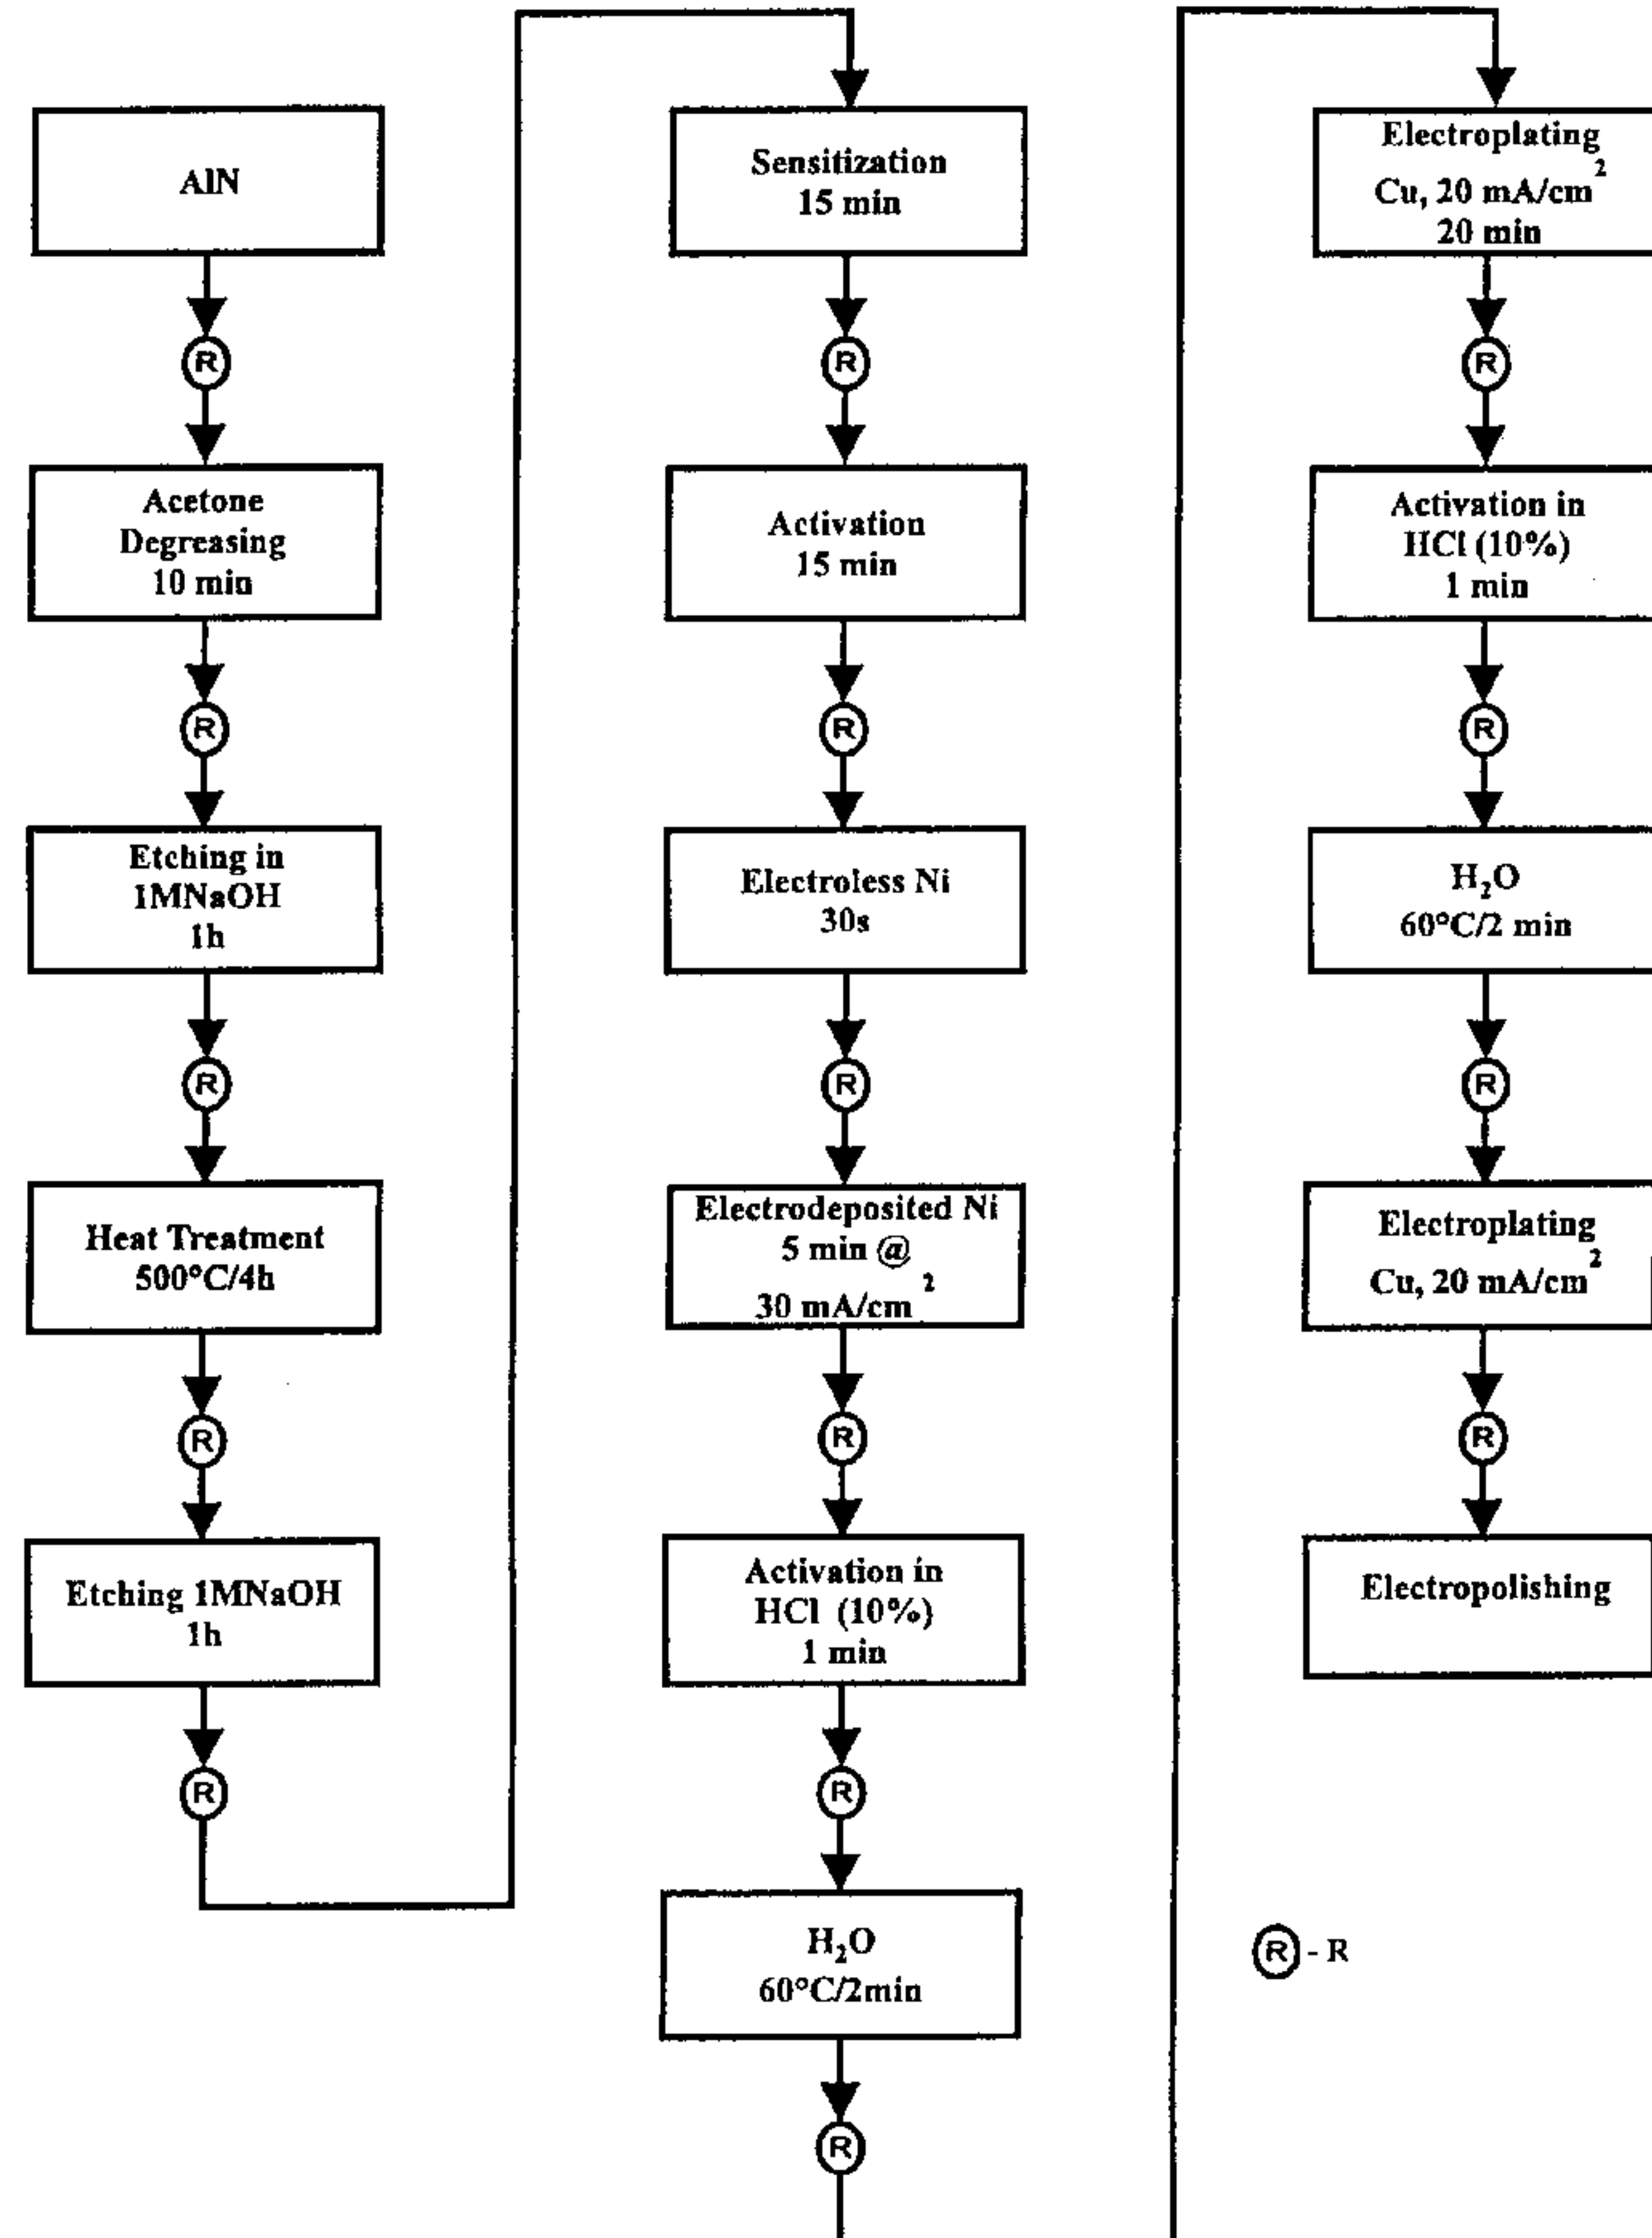 AlN
R
Acetone
Degreasing
10 min
R
Etching in
1MNaOH
1h
R
Heat Treatment
500°C/4h
R
Etching 1MNaOH
1h
R
Sensitization
15 min
R
Activation
15 min
R
Electroless Ni
30s
R
Electrodeposited Ni
5 min @
30 mA/cm²
R
Activation in
HCl (10%)
1 min
R
H₂O
60°C/2min
R
Electroplating
Cu, 20 mA/cm²
20 min
R
Activation in
HCl (10%)
1 min
R
H₂O
60°C/2 min
R
Electroplating
Cu, 20 mA/cm²
R
Electropolishing
R - R